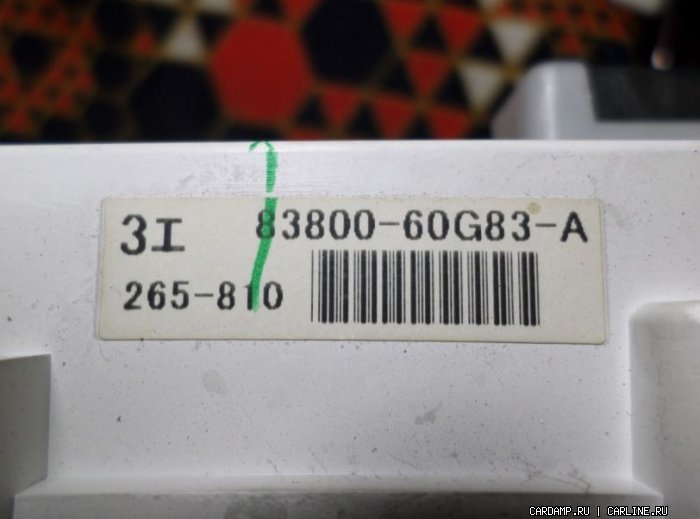 3I 83800-60G83-A
265-810
CARDAMP.RU | CARLINE.RU